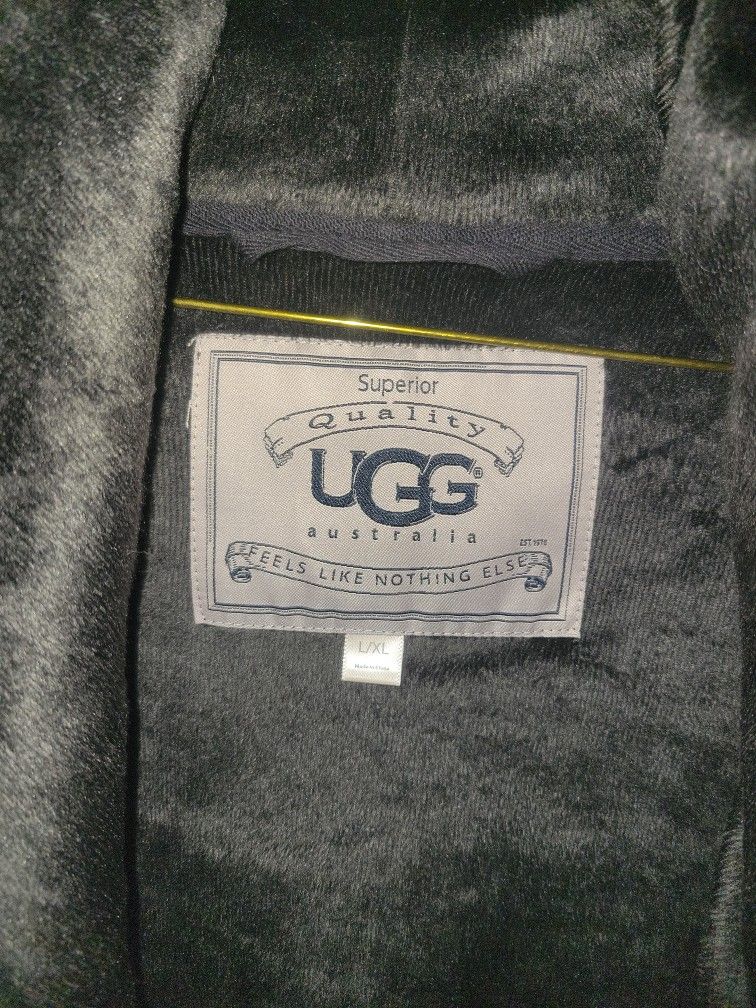 Superior
Quality
UGG®
australia
EST.1978
FEELS LIKE NOTHING ELSE
L/XL